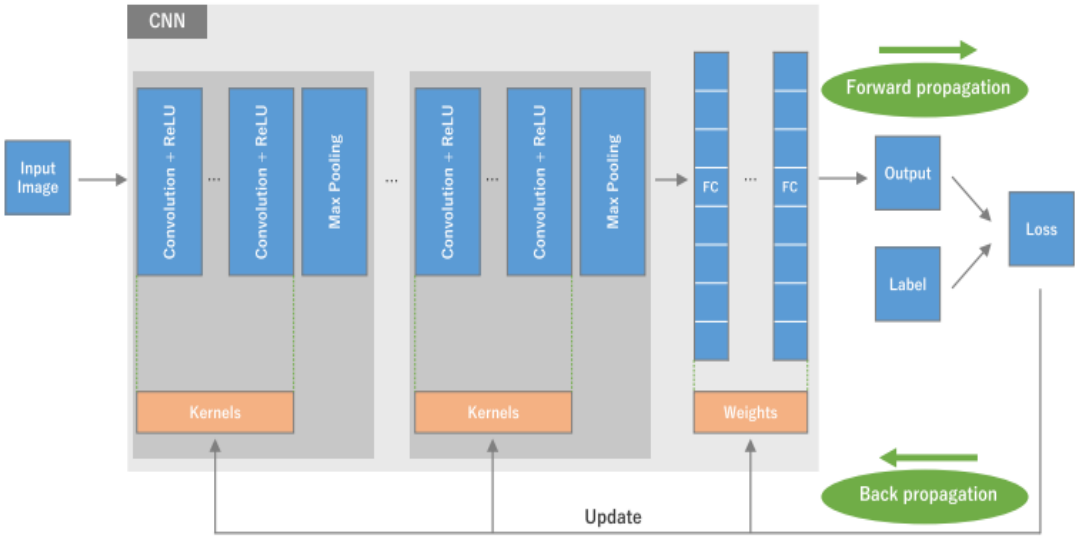 CNN
Forward propagation
Input
Image
Convolution + ReLU
...
Convolution + ReLU
Max Pooling
...
Convolution + ReLU
...
Convolution + ReLU
Max Pooling
FC
...
FC
Output
Label
Loss
Kernels
Kernels
Weights
Back propagation
Update